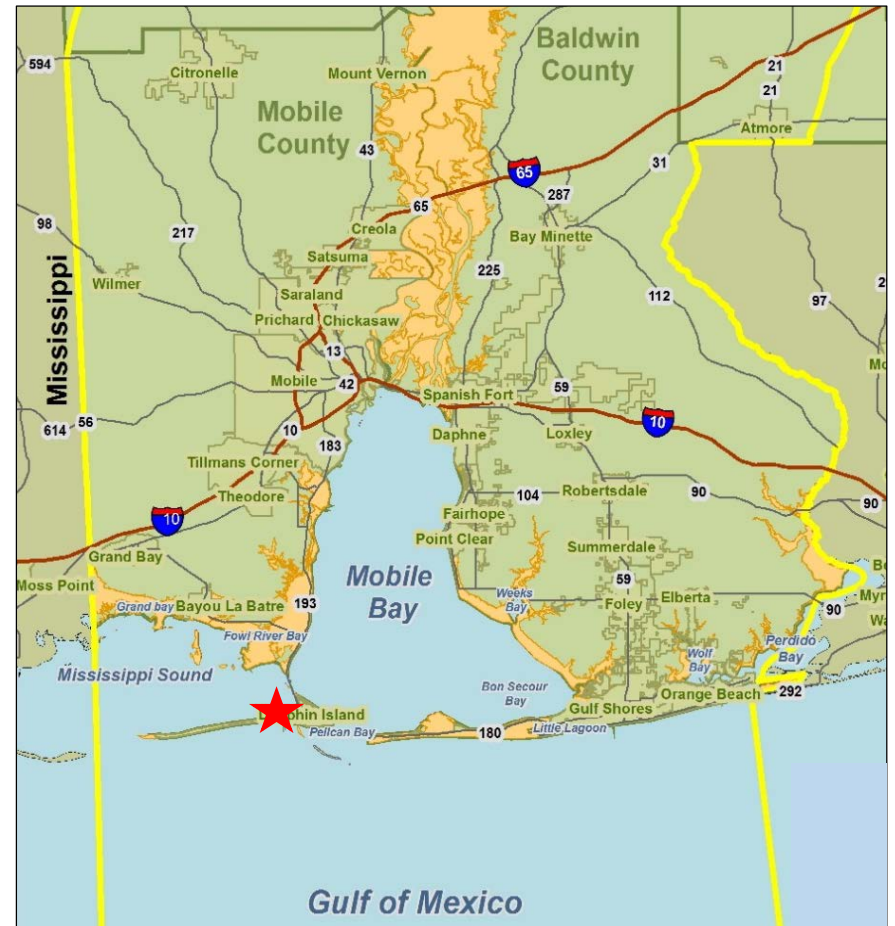 Baldwin
County
594
Citronelle
Mount Vernon
21
21
Mobile
County
43
Atmore
31
65
287
65
98
217
Creola
Bay Minette
Satsuma
225
Wilmer
Saraland
112
97
Prichard Chickasaw
Mississippi
13
Mobile
42
Spanish Fort
59
56
614
10
183
Daphne
Loxley
10
Tillmans Corner
Theodore
104
Robertsdale
90
90
10
Fairhope
Point Clear
Grand Bay
Summerdale
Moss Point
Mobile
Bay
59
Weeks
Bay
Elberta
Grand bay
Bayou La Batre
193
Foley
90
Fowl River Bay
Perdido
Bay
Wolf
Bay
Mississippi Sound
Bon Secour
Bay
Orange Beach
292
Gulf Shores
Island
Pelican Bay
180
Little Lagoon
Gulf of Mexico